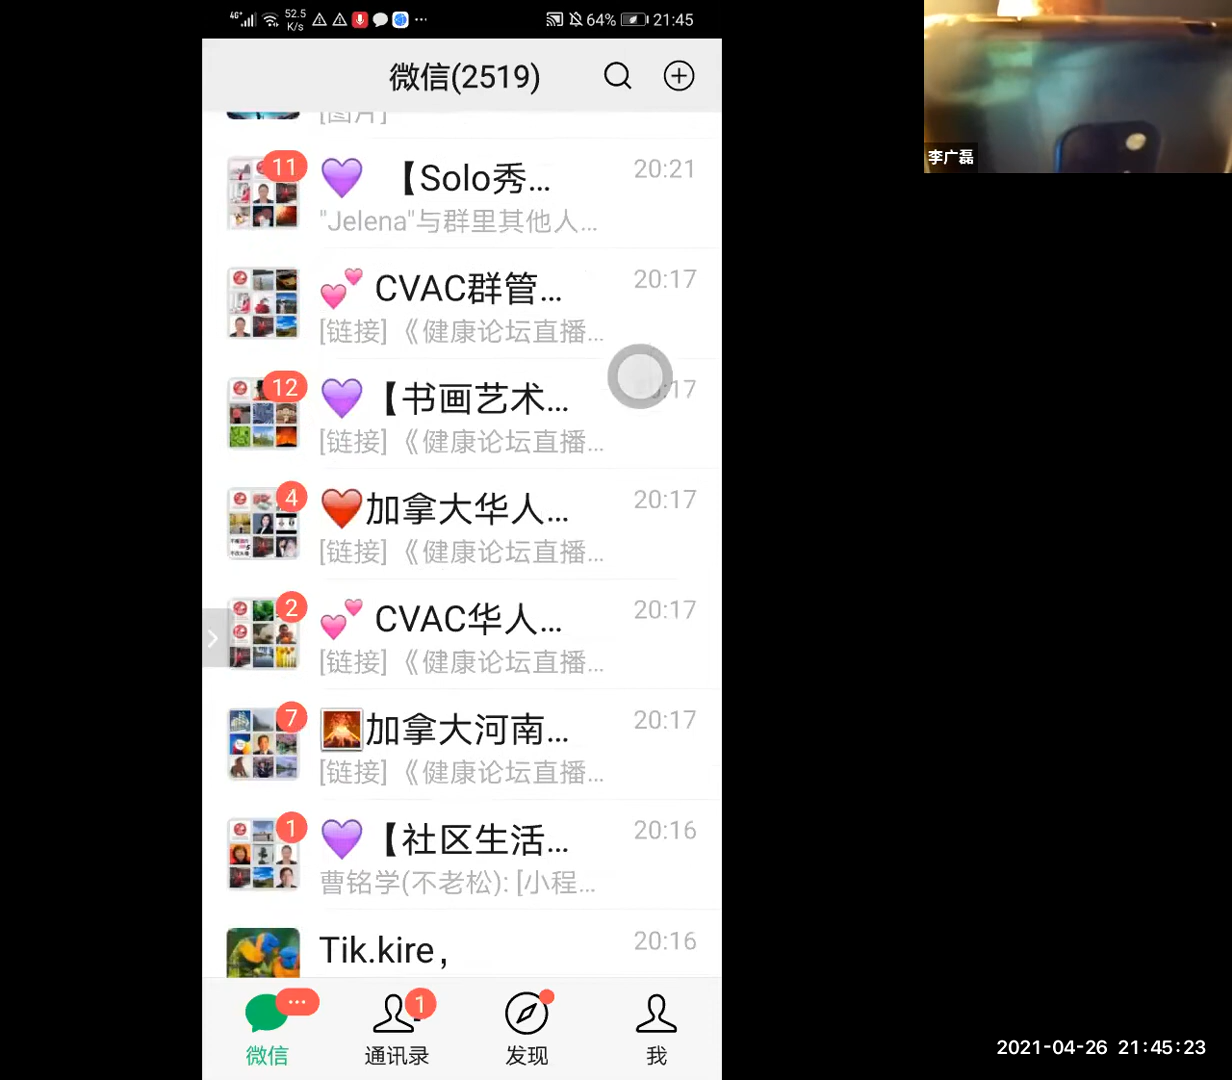 4G 52.5 K/s 64% 21:45
微信(2519)
[图片]
11 【Solo秀... 20:21
"Jelena"与群里其他人...
CVAC群管... 20:17
[链接] 《健康论坛直播...
12 【书画艺术... :17
[链接] 《健康论坛直播...
4 加拿大华人... 20:17
[链接] 《健康论坛直播...
2 CVAC华人... 20:17
[链接] 《健康论坛直播...
7 加拿大河南... 20:17
[链接] 《健康论坛直播...
1 【社区生活... 20:16
曹铭学(不老松): [小程...
Tik.kire， 20:16
1
微信 通讯录 发现 我
李广磊
2021-04-26 21:45:23